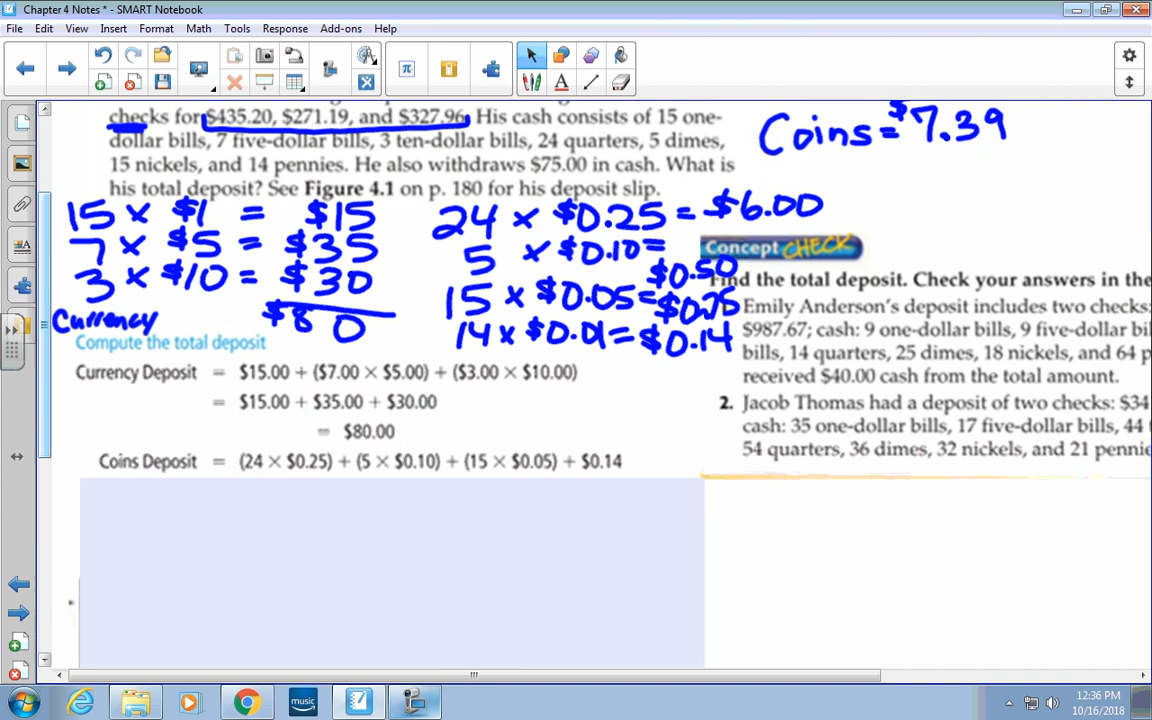 Chapter 4 Notes * - SMART Notebook
File Edit View Insert Format Math Tools Response Add-ons Help
checks for $435.20, $271.19, and $327.96. His cash consists of 15 one-
dollar bills, 7 five-dollar bills, 3 ten-dollar bills, 24 quarters, 5 dimes,
15 nickels, and 14 pennies. He also withdraws $75.00 in cash. What is
his total deposit? See Figure 4.1 on p. 180 for his deposit slip.
Coins = $7.39
15 x $1 = $15
7 x $5 = $35
3 x $10 = $30
Currency $80
24 x $0.25 = $6.00
5 x $0.10 = $0.50
15 x $0.05 = $0.75
14 x $0.01 = $0.14
Compute the total deposit
Currency Deposit = $15.00 + ($7.00 × $5.00) + ($3.00 × $10.00)
= $15.00 + $35.00 + $30.00
= $80.00
Coins Deposit = (24 × $0.25) + (5 × $0.10) + (15 × $0.05) + $0.14
Concept CHECK
Find the total deposit. Check your answers in the
Emily Anderson's deposit includes two checks:
$987.67; cash: 9 one-dollar bills, 9 five-dollar bil
bills, 14 quarters, 25 dimes, 18 nickels, and 64 p
received $40.00 cash from the total amount.
2. Jacob Thomas had a deposit of two checks: $34
cash: 35 one-dollar bills, 17 five-dollar bills, 44
54 quarters, 36 dimes, 32 nickels, and 21 pennie
music
12:36 PM
10/16/2018